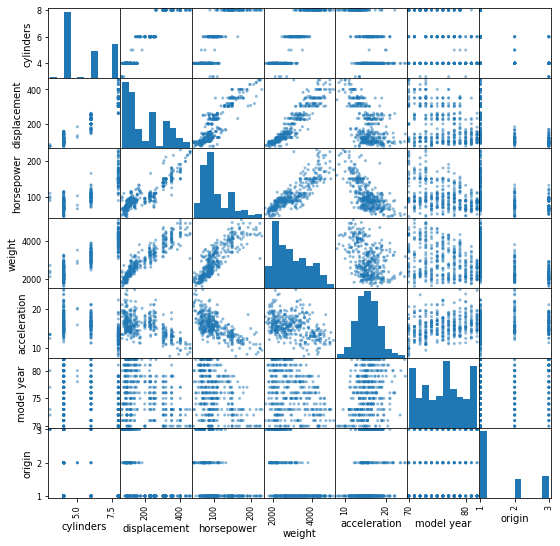 8
6
4
cylinders
400
200
displacement
200
100
horsepower
4000
2000
weight
20
10
acceleration
80
75
70
model year
3
2
1
origin
5.0
7.5
200
400
100
200
2000
4000
10
20
70
80
1
2
3
cylinders
displacement
horsepower
weight
acceleration
model year
origin